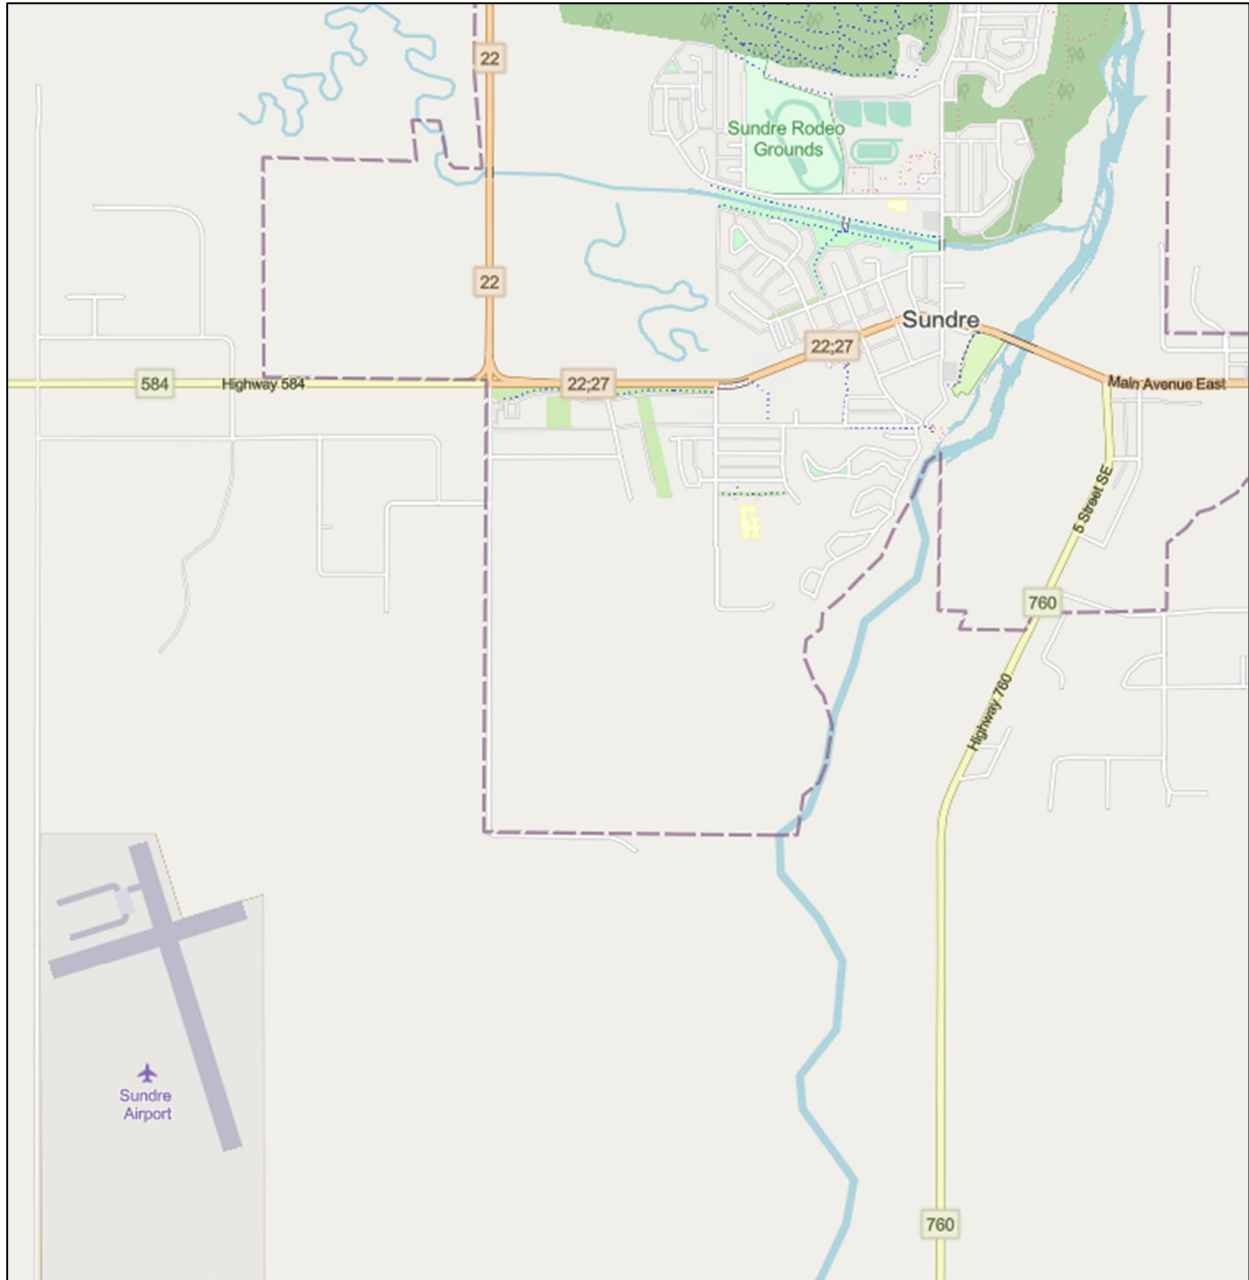 22
Sundre Rodeo
Grounds
22
Sundre
22;27
584
Highway 584
22;27
Main Avenue East
5 Street SE
760
Highway 760
Sundre
Airport
760